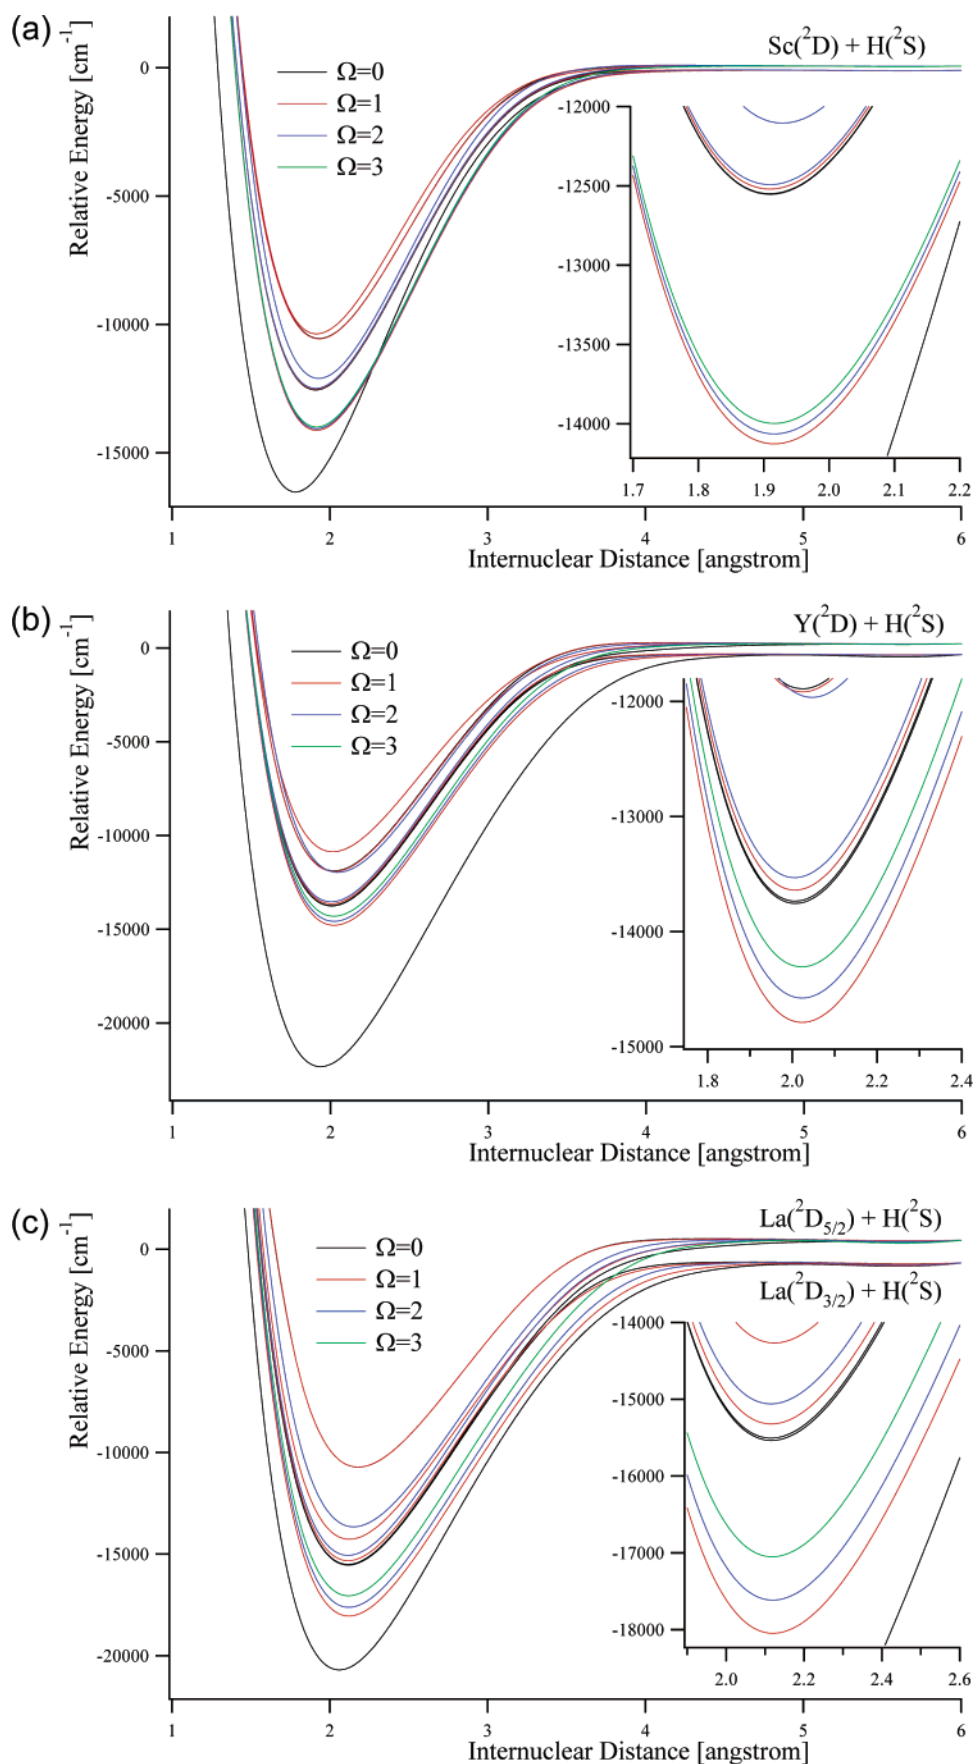 (a)
Sc(²D) + H(²S)
Relative Energy [cm⁻¹]
0
-5000
-10000
-15000
Ω=0
Ω=1
Ω=2
Ω=3
-12000
-12500
-13000
-13500
-14000
1.7 1.8 1.9 2.0 2.1 2.2
1 2 3 4 5 6
Internuclear Distance [angstrom]
(b)
Y(²D) + H(²S)
Relative Energy [cm⁻¹]
0
-5000
-10000
-15000
-20000
Ω=0
Ω=1
Ω=2
Ω=3
-12000
-13000
-14000
-15000
1.8 2.0 2.2 2.4
1 2 3 4 5 6
Internuclear Distance [angstrom]
(c)
La(²D₅/₂) + H(²S)
La(²D₃/₂) + H(²S)
Relative Energy [cm⁻¹]
0
-5000
-10000
-15000
-20000
Ω=0
Ω=1
Ω=2
Ω=3
-14000
-15000
-16000
-17000
-18000
2.0 2.2 2.4 2.6
1 2 3 4 5 6
Internuclear Distance [angstrom]